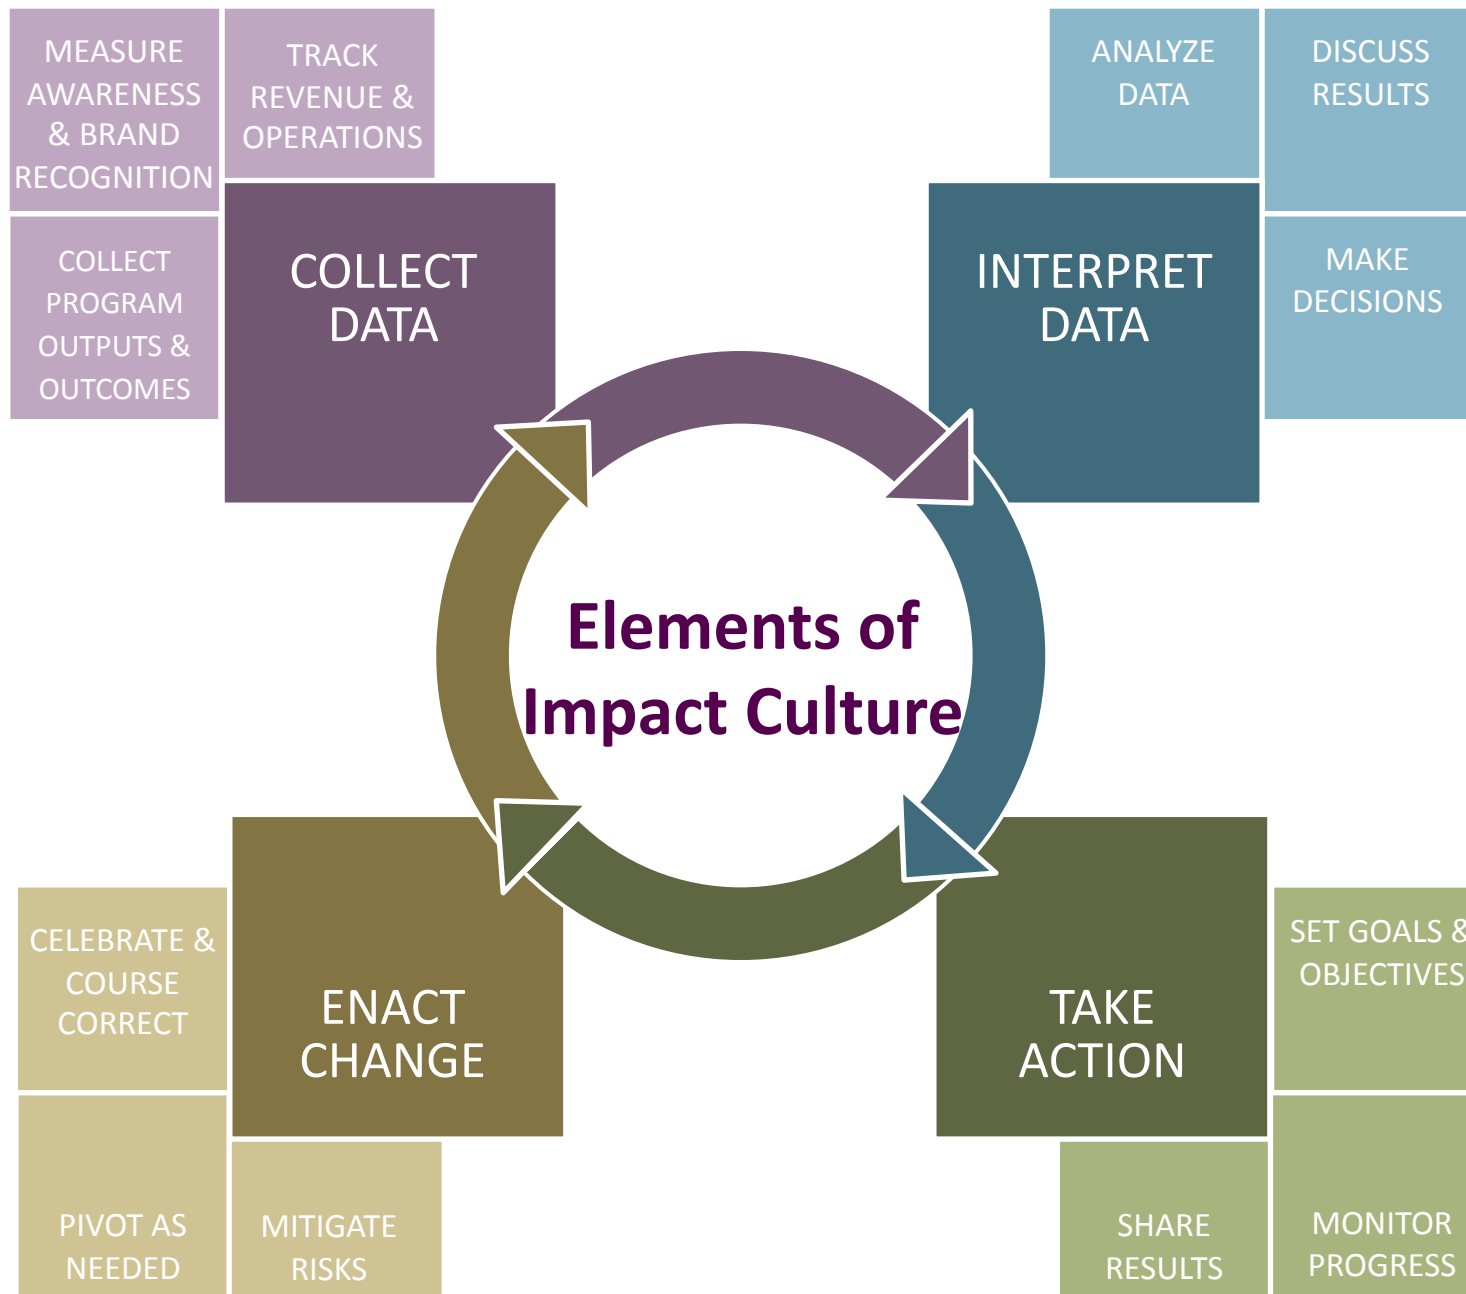 MEASURE
AWARENESS
& BRAND
RECOGNITION
TRACK
REVENUE &
OPERATIONS
COLLECT
PROGRAM
OUTPUTS &
OUTCOMES
COLLECT
DATA
ANALYZE
DATA
DISCUSS
RESULTS
MAKE
DECISIONS
INTERPRET
DATA
Elements of
Impact Culture
CELEBRATE &
COURSE
CORRECT
ENACT
CHANGE
PIVOT AS
NEEDED
MITIGATE
RISKS
TAKE
ACTION
SET GOALS &
OBJECTIVES
SHARE
RESULTS
MONITOR
PROGRESS